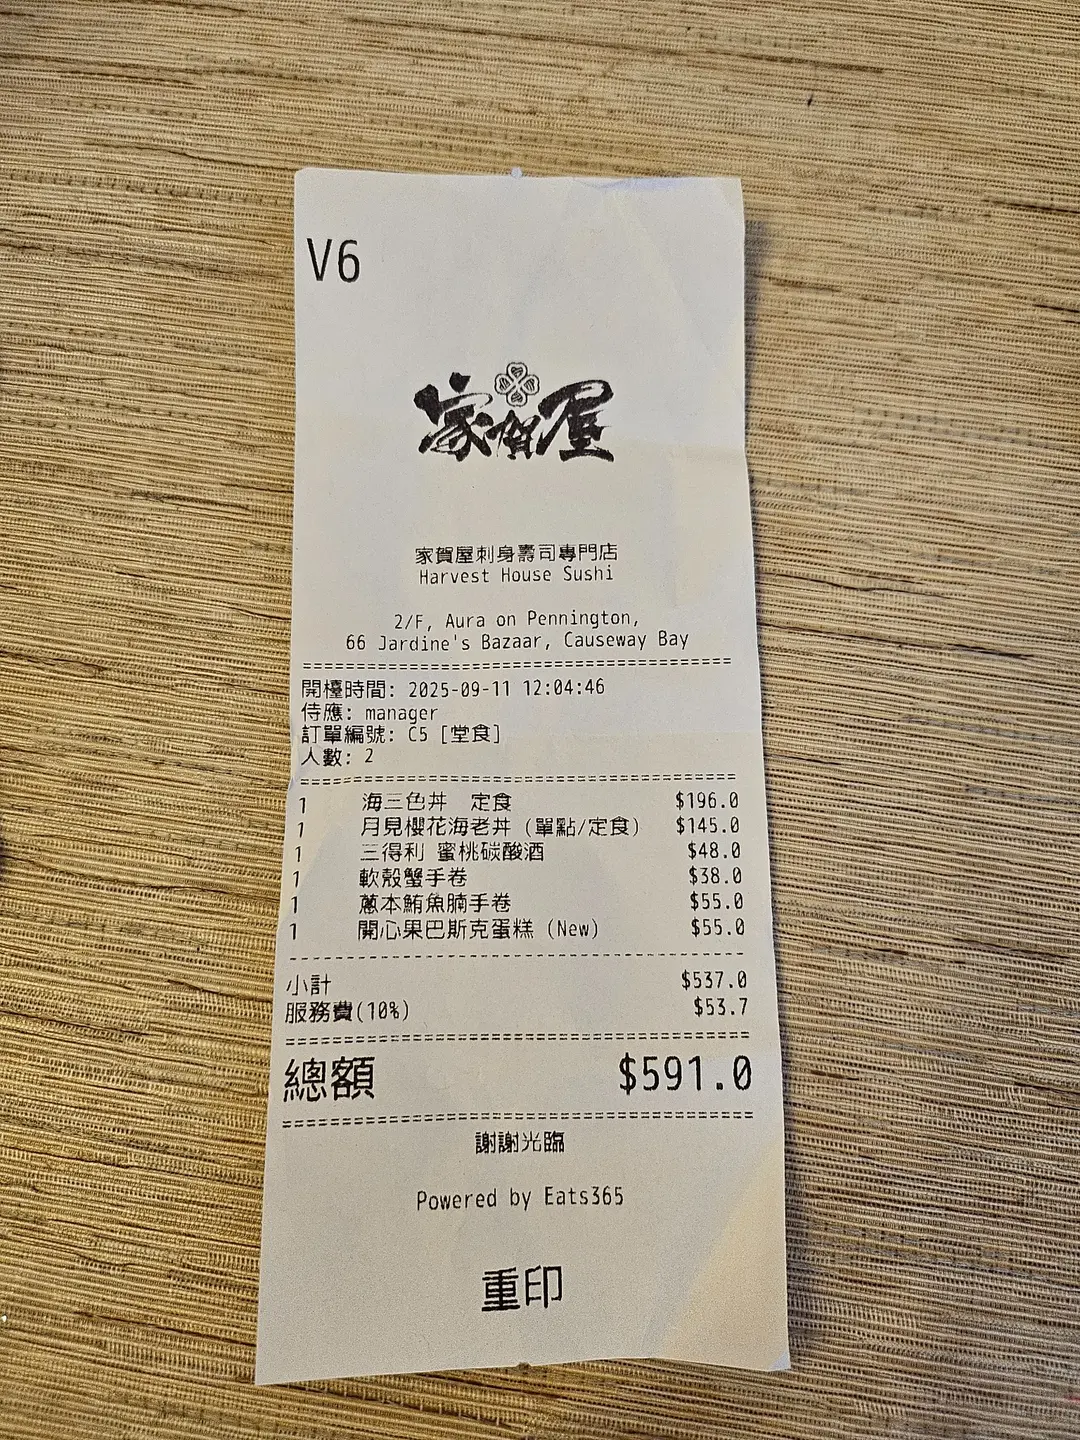 V6
家賀屋
家賀屋刺身壽司專門店
Harvest House Sushi
2/F, Aura on Pennington,
66 Jardine's Bazaar, Causeway Bay
開檯時間: 2025-09-11 12:04:46
侍應: manager
訂單編號: C5 [堂食]
人數: 2
1 海三色丼 定食 $196.0
1 月見櫻花海老丼 (單點/定食) $145.0
1 三得利 蜜桃碳酸酒 $48.0
1 軟殼蟹手卷 $38.0
1 蔥本鮪魚腩手卷 $55.0
1 開心果巴斯克蛋糕 (New) $55.0
小計 $537.0
服務費(10%) $53.7
總額 $591.0
謝謝光臨
Powered by Eats365
重印